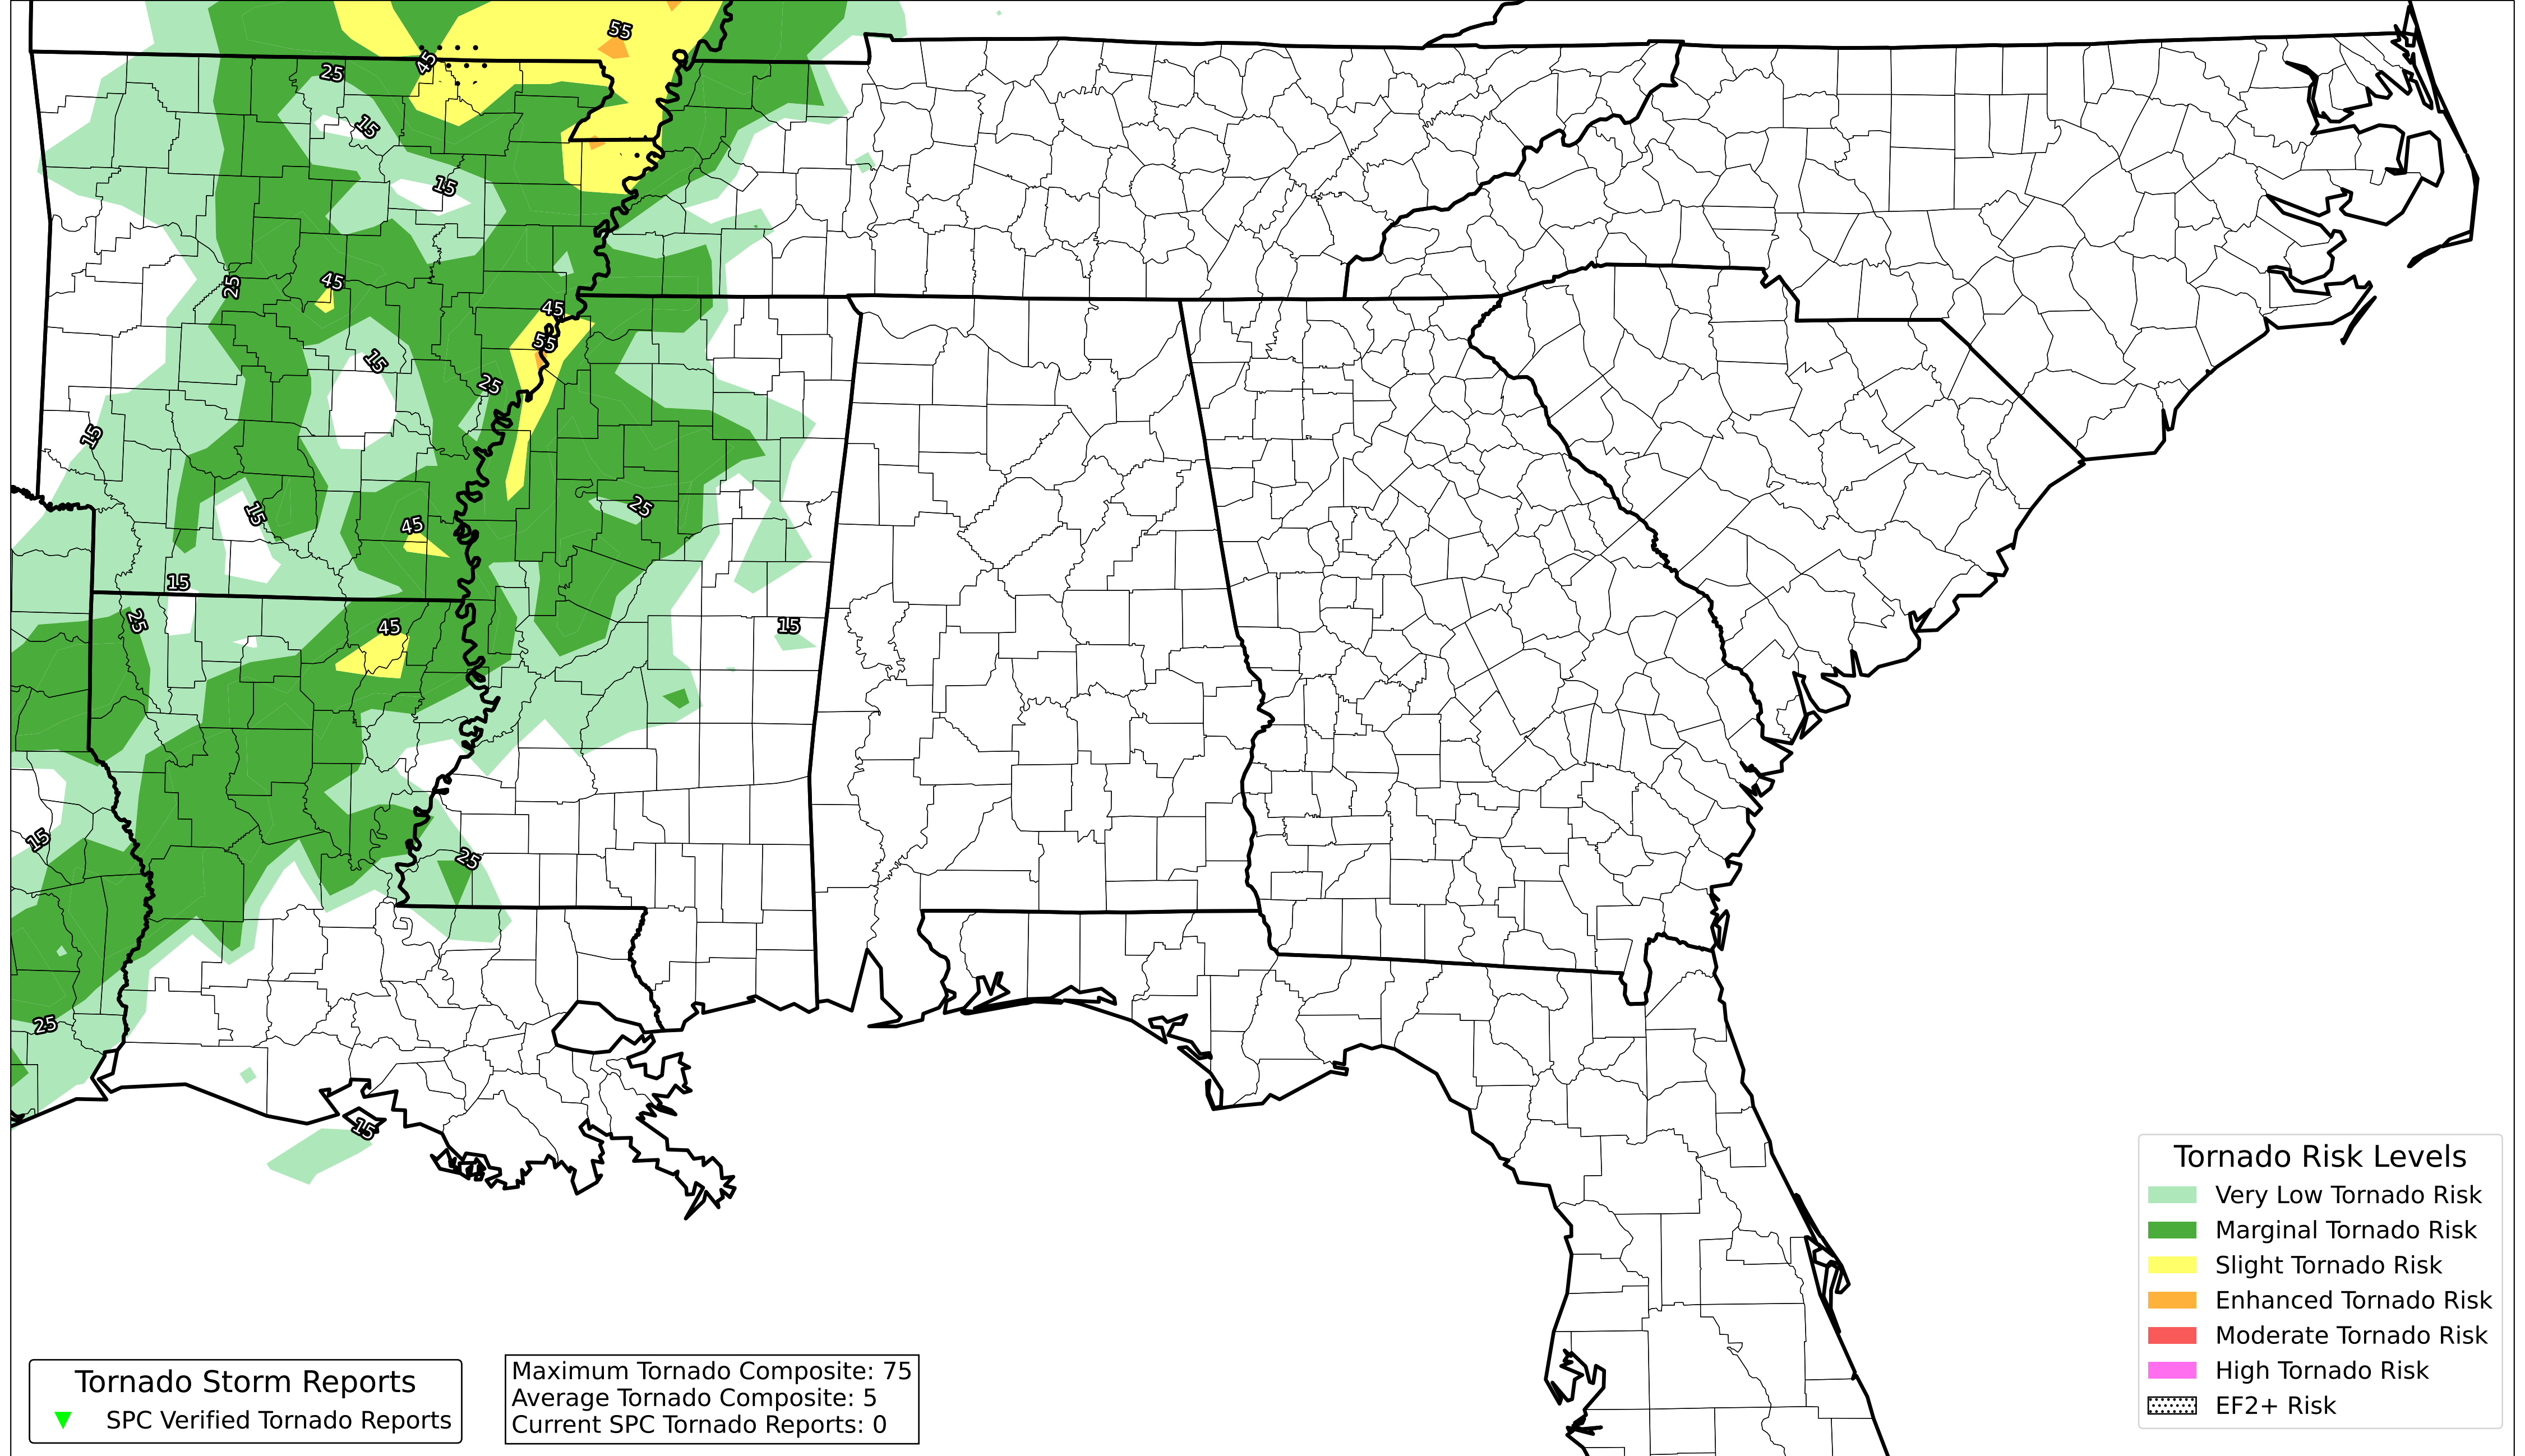 55
45
25
15
15
25
45
45
55
15
25
15
15
25
45
15
25
45
15
15
25
25
15
Tornado Risk Levels
Very Low Tornado Risk
Marginal Tornado Risk
Slight Tornado Risk
Enhanced Tornado Risk
Moderate Tornado Risk
High Tornado Risk
EF2+ Risk
Tornado Storm Reports
SPC Verified Tornado Reports
Maximum Tornado Composite: 75
Average Tornado Composite: 5
Current SPC Tornado Reports: 0